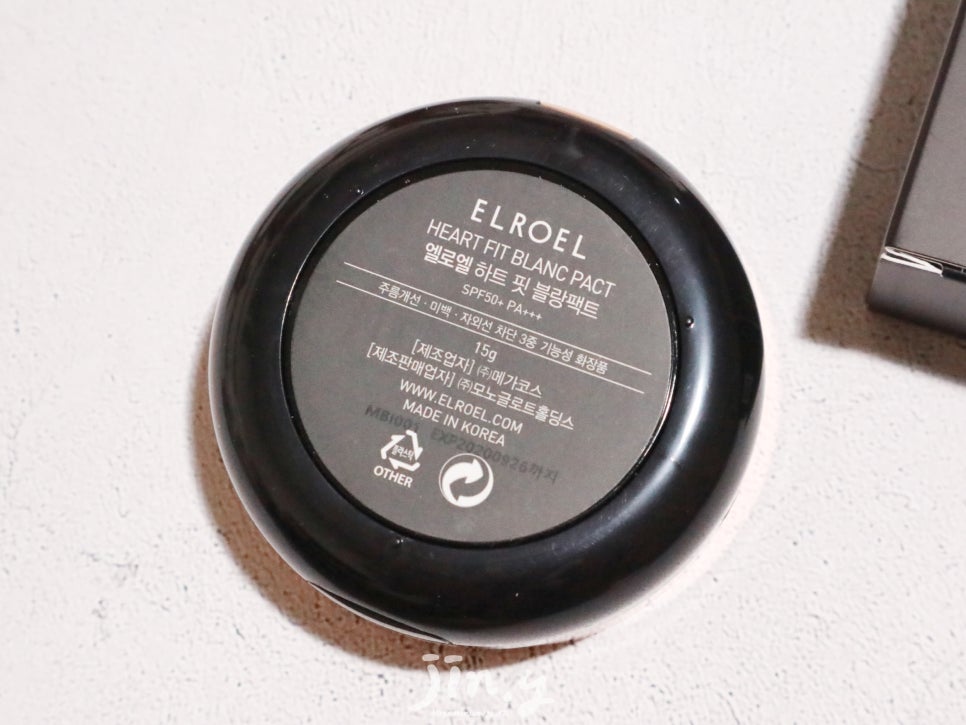 ELROEL
HEART FIT BLANC PACT
엘로엘 하트 핏 블랑팩트
SPF50+ PA+++
주름개선 · 미백 · 자외선 차단 3중 기능성 화장품
15g
[제조업자] ㈜메가코스
[제조판매업자] ㈜모노글로트홀딩스
WWW.ELROEL.COM
MADE IN KOREA
MBI001 EXP20200926까지
플라스틱
OTHER
jin.y